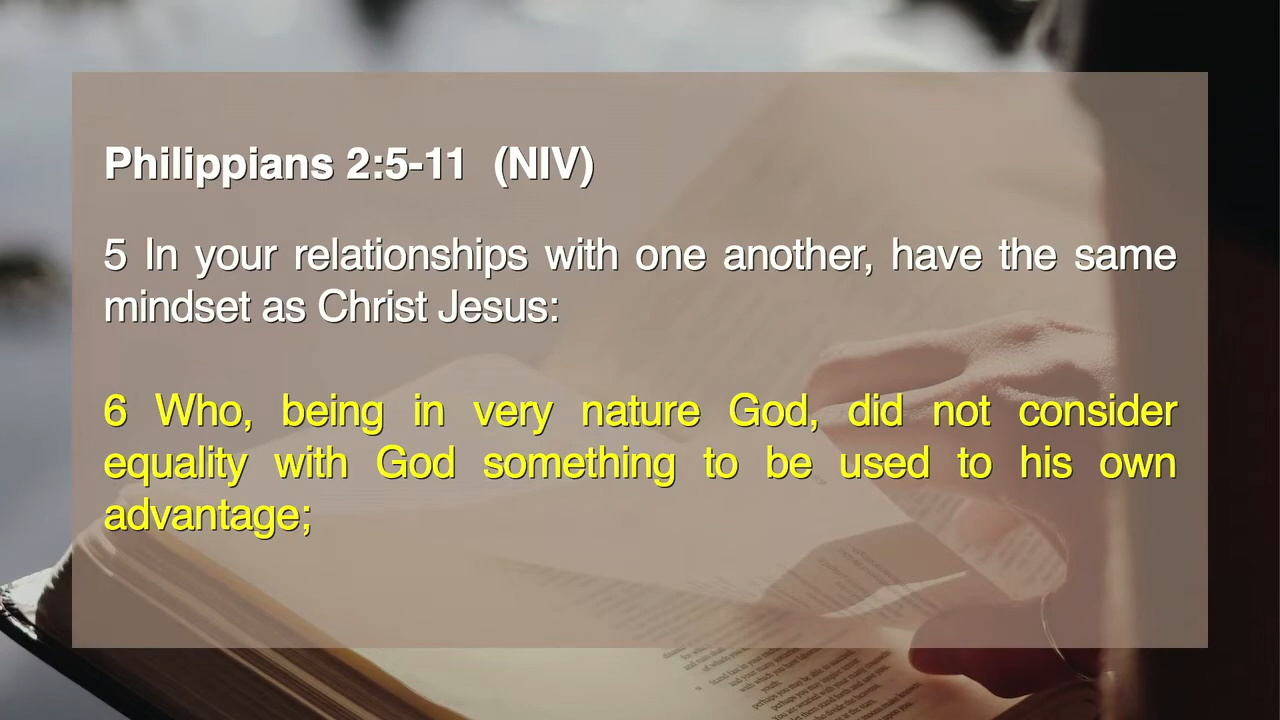 Philippians 2:5-11 (NIV)
5 In your relationships with one another, have the same
mindset as Christ Jesus:
6 Who, being in very nature God, did not consider
equality with God something to be used to his own
advantage;